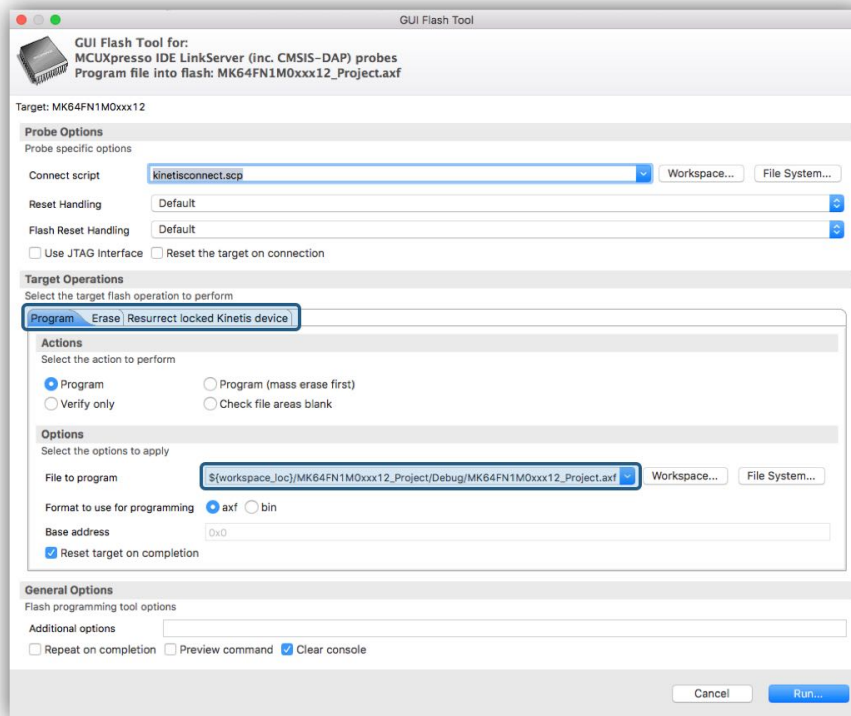 GUI Flash Tool
GUI Flash Tool for:
MCUXpresso IDE LinkServer (inc. CMSIS-DAP) probes
Program file into flash: MK64FN1M0xxx12_Project.axf
Target: MK64FN1M0xxx12
Probe Options
Probe specific options
Connect script kinetisconnect.scp Workspace... File System...
Reset Handling Default
Flash Reset Handling Default
Use JTAG Interface Reset the target on connection
Target Operations
Select the target flash operation to perform
Program Erase Resurrect locked Kinetis device
Actions
Select the action to perform
Program Program (mass erase first)
Verify only Check file areas blank
Options
Select the options to apply
File to program ${workspace_loc}/MK64FN1M0xxx12_Project/Debug/MK64FN1M0xxx12_Project.axf Workspace... File System...
Format to use for programming axf bin
Base address 0x0
Reset target on completion
General Options
Flash programming tool options
Additional options
Repeat on completion Preview command Clear console
Cancel Run...